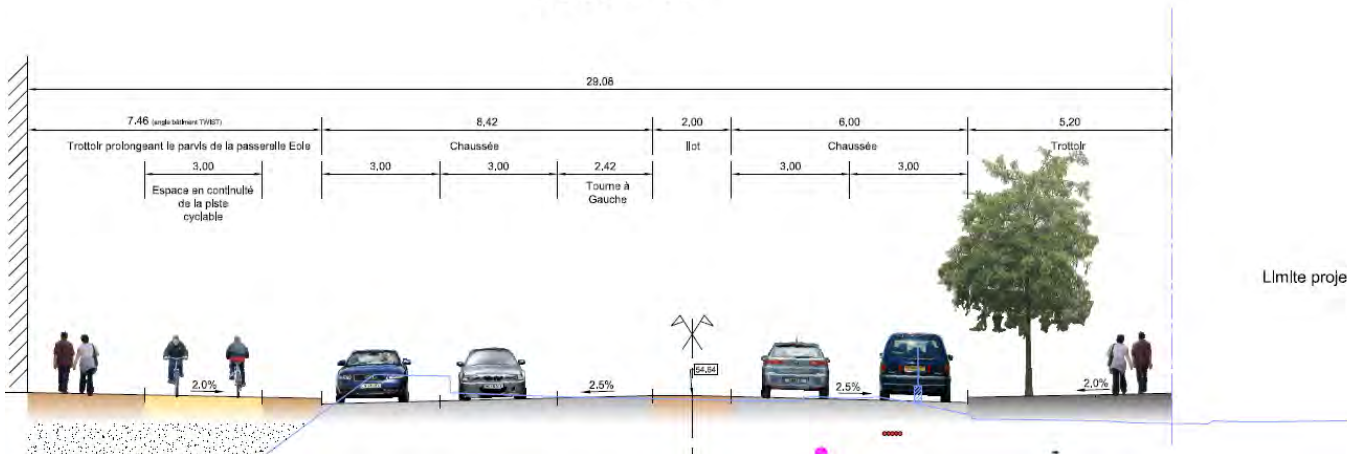 29.08
7.46 (angle bâtiment TWIST)
8,42
2,00
6,00
5,20
Trottoir prolongeant le parvis de la passerelle Eole
Chaussée
Ilot
Chaussée
Trottoir
3,00
3,00
3,00
2,42
3,00
3,00
Espace en continuité
de la piste
cyclable
Tourne à
Gauche
Limite proje
54.64
2.0%
2.5%
2.5%
2,0%